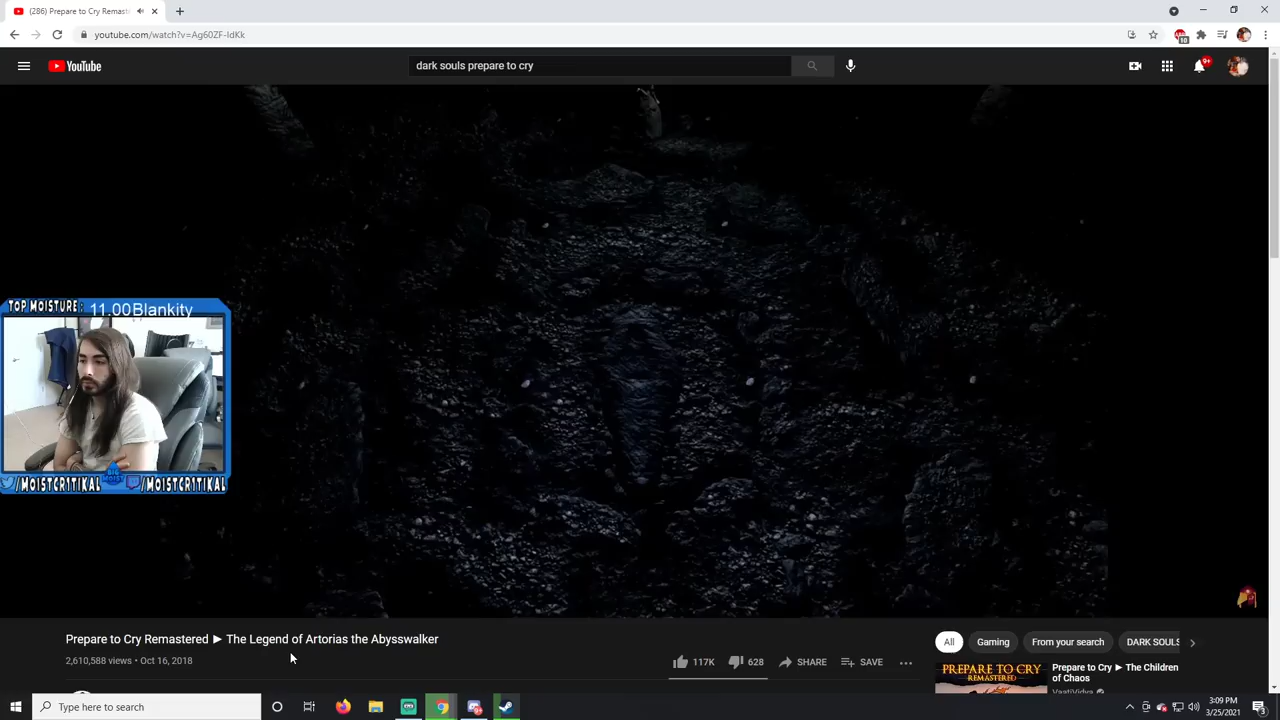 (286) Prepare to Cry Remast
youtube.com/watch?v=Ag60ZF-IdKk
YouTube
dark souls prepare to cry
9+
TOP MOISTURE: 11.00Blankity
/MOISTCR1TIKAL /MOISTCR1TIKAL
Prepare to Cry Remastered ► The Legend of Artorias the Abysswalker
2,610,588 views • Oct 16, 2018
117K 628 SHARE SAVE
All Gaming From your search DARK SOULS
PREPARE TO CRY
REMASTERED
Prepare to Cry ► The Children
of Chaos
VaatiVidya
Type here to search
3:09 PM
3/25/2021